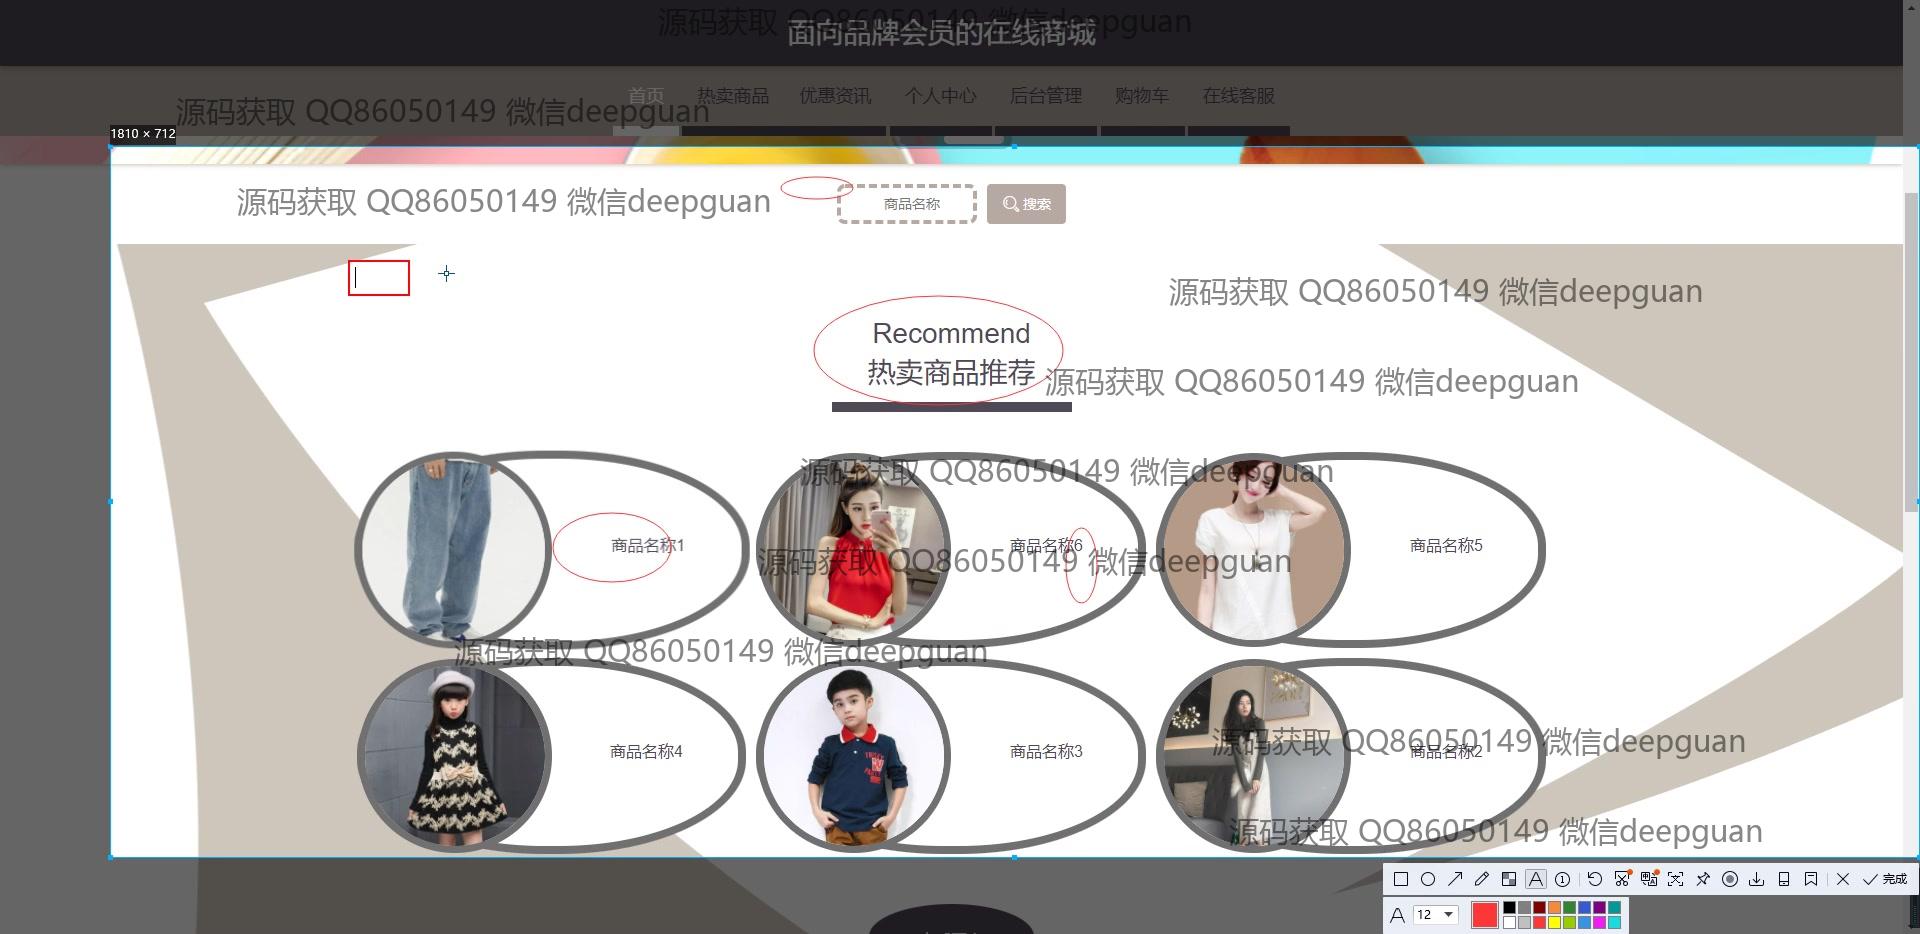 源码获取 QQ86050149 微信deepguan
面向品牌会员的在线商城
首页 热卖商品 优惠资讯 个人中心 后台管理 购物车 在线客服
源码获取 QQ86050149 微信deepguan
1810 × 712
源码获取 QQ86050149 微信deepguan
商品名称 搜索
源码获取 QQ86050149 微信deepguan
Recommend
热卖商品推荐
源码获取 QQ86050149 微信deepguan
源码获取 QQ86050149 微信deepguan
商品名称1 商品名称6 商品名称5
源码获取 QQ86050149 微信deepguan
源码获取 QQ86050149 微信deepguan
源码获取 QQ86050149 微信deepguan
商品名称4 商品名称3 商品名称2
源码获取 QQ86050149 微信deepguan
完成
A 12